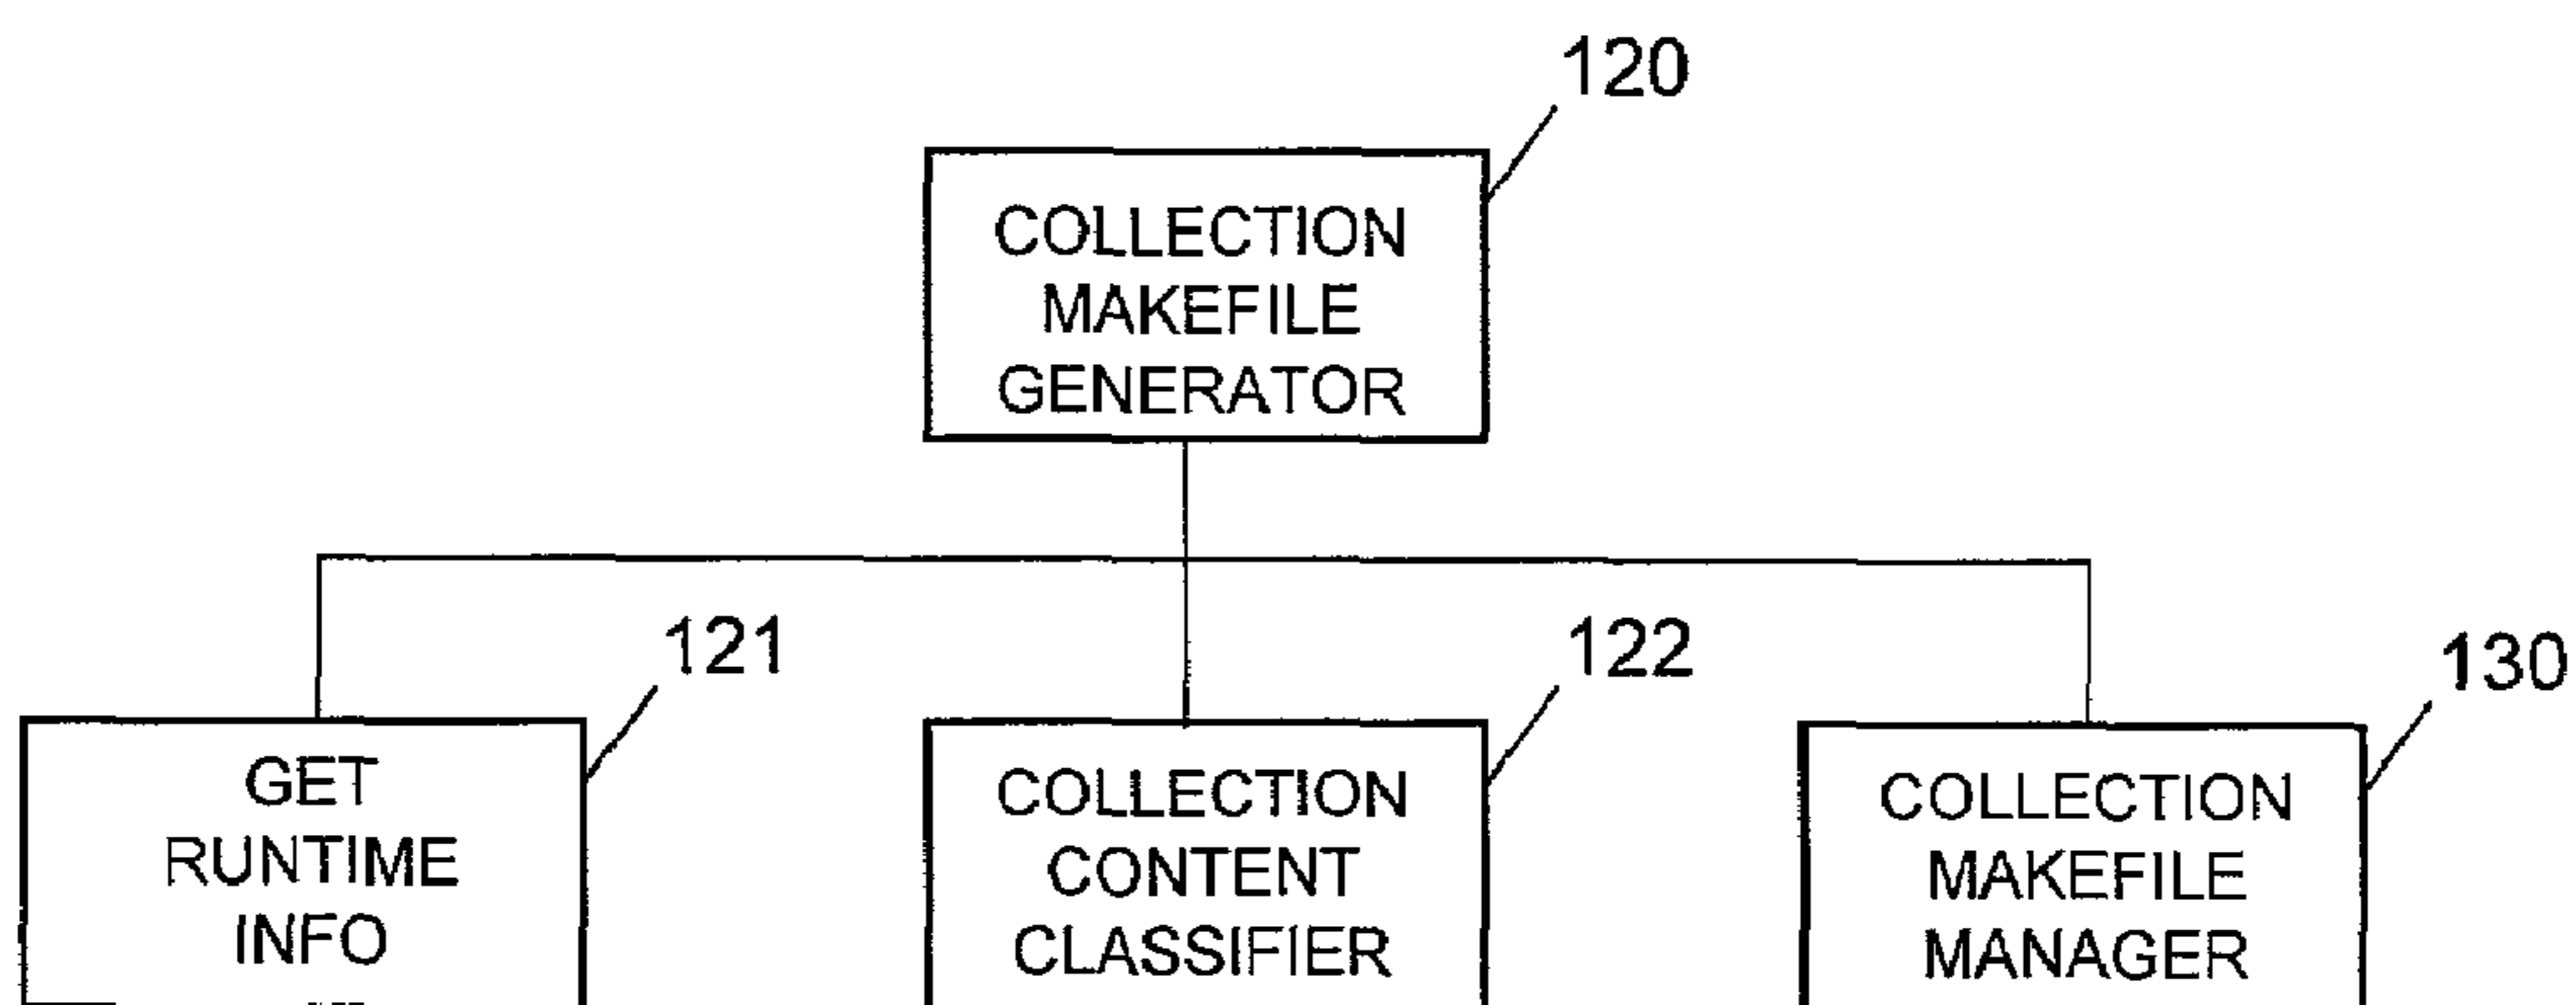 120
COLLECTION
MAKEFILE
GENERATOR
121
122
130
GET
RUNTIME
INFO
COLLECTION
CONTENT
CLASSIFIER
COLLECTION
MAKEFILE
MANAGER